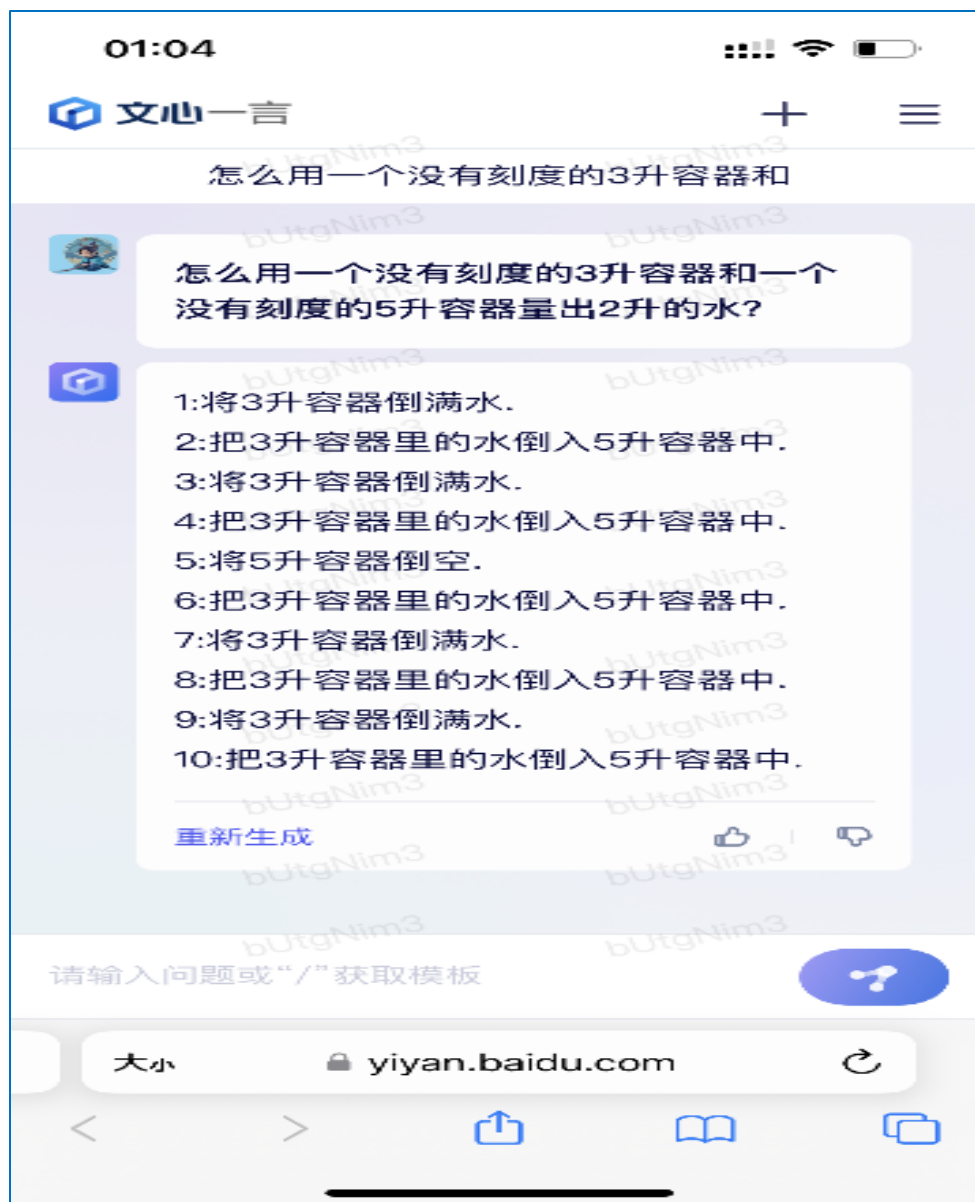 01:04
文心一言
怎么用一个没有刻度的3升容器和
怎么用一个没有刻度的3升容器和一个
没有刻度的5升容器量出2升的水?
1:将3升容器倒满水.
2:把3升容器里的水倒入5升容器中.
3:将3升容器倒满水.
4:把3升容器里的水倒入5升容器中.
5:将5升容器倒空.
6:把3升容器里的水倒入5升容器中.
7:将3升容器倒满水.
8:把3升容器里的水倒入5升容器中.
9:将3升容器倒满水.
10:把3升容器里的水倒入5升容器中.
重新生成
请输入问题或“/”获取模板
大小 yiyan.baidu.com
bUtgNim3